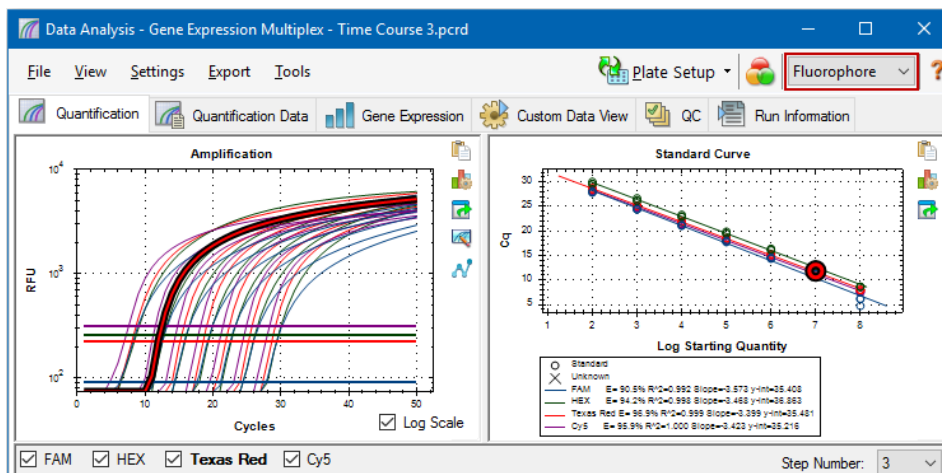 Data Analysis - Gene Expression Multiplex - Time Course 3.pcrd
File View Settings Export Tools Plate Setup Fluorophore ?
Quantification Quantification Data Gene Expression Custom Data View QC Run Information
Amplification
10^4
10^3
10^2
RFU
0 10 20 30 40 50
Cycles
Log Scale
Standard Curve
30
25
20
15
10
5
Cq
1 2 3 4 5 6 7 8
Log Starting Quantity
Standard
Unknown
FAM E= 90.5% R^2=0.992 Slope=-3.573 y-int=35.408
HEX E= 94.2% R^2=0.998 Slope=-3.468 y-int=36.863
Texas Red E= 96.9% R^2=0.999 Slope=-3.399 y-int=35.481
Cy5 E= 95.9% R^2=1.000 Slope=-3.423 y-int=35.216
FAM HEX Texas Red Cy5 Step Number: 3